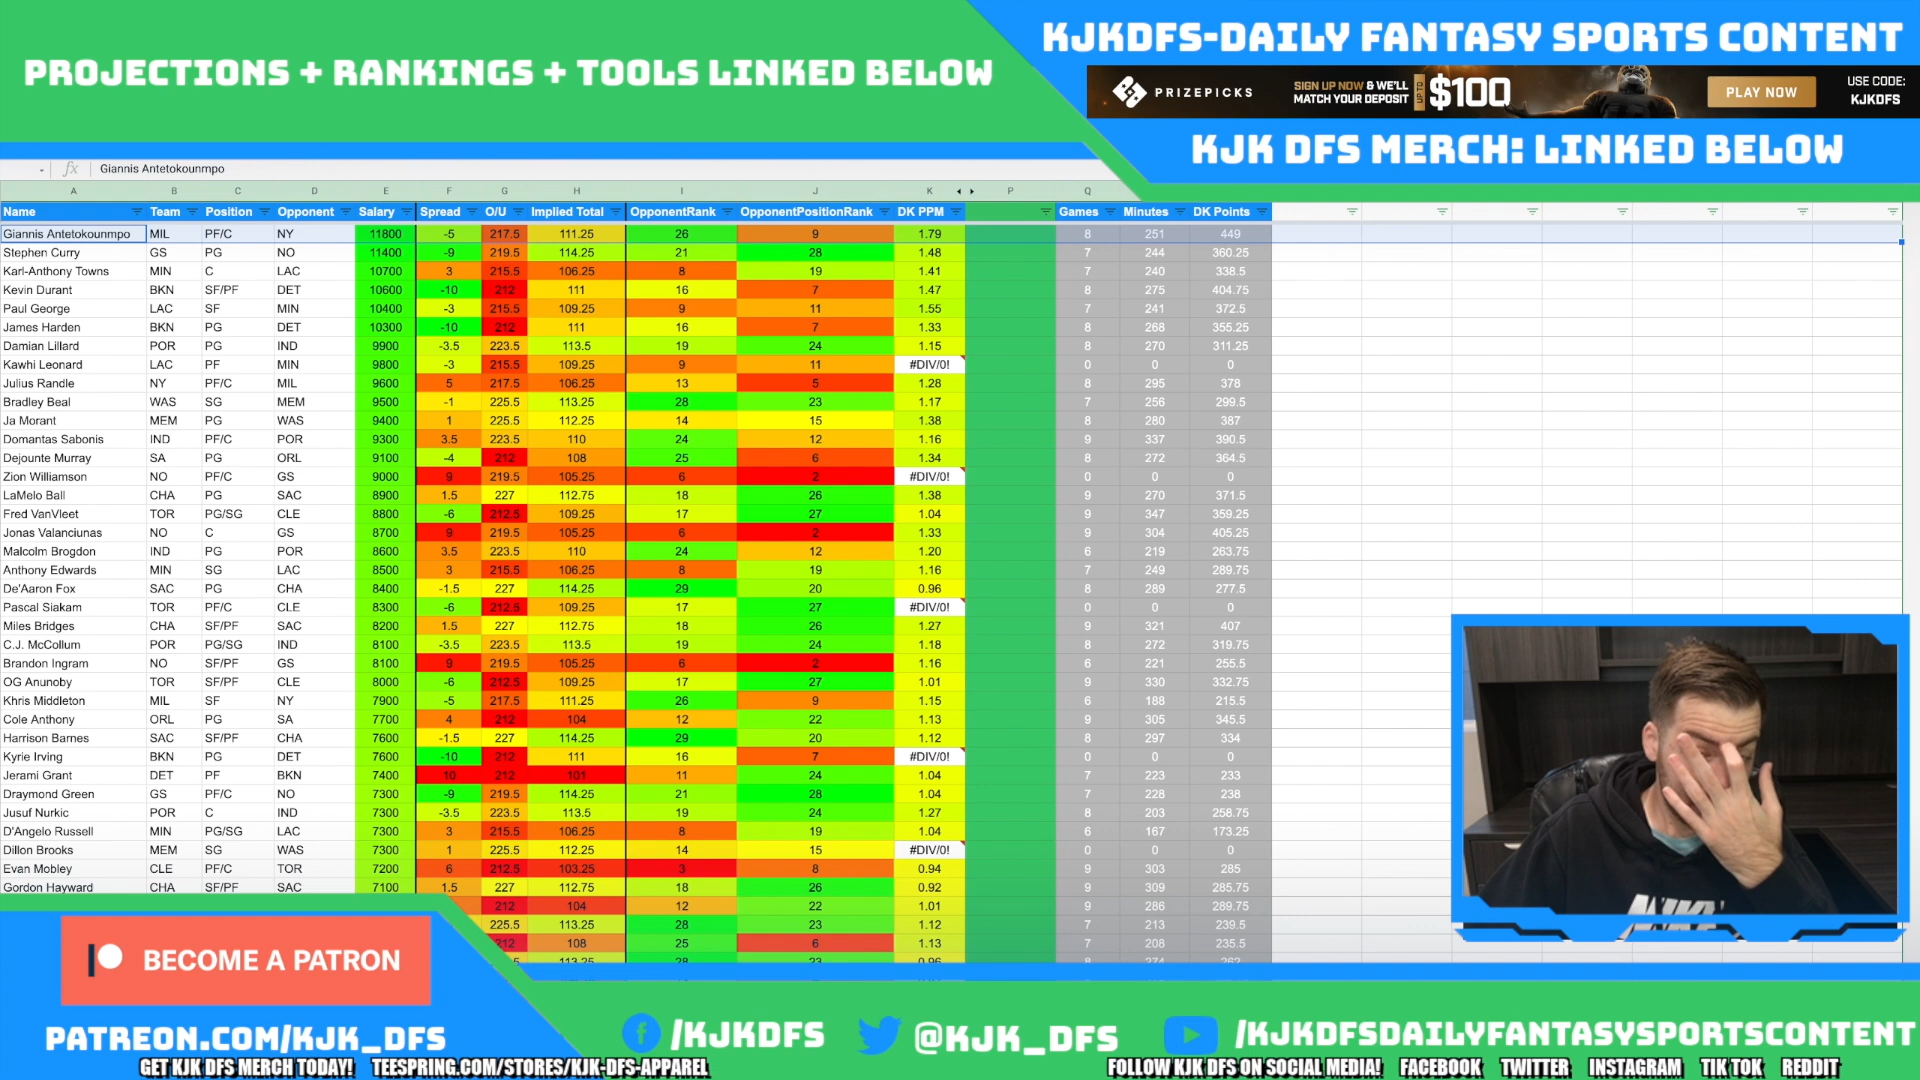 PROJECTIONS + RANKINGS + TOOLS LINKED BELOW
KJKDFS-DAILY FANTASY SPORTS CONTENT
PRIZEPICKS SIGN UP NOW & WE'LL MATCH YOUR DEPOSIT UP TO $100 PLAY NOW USE CODE: KJKDFS
KJK DFS MERCH: LINKED BELOW
fx Giannis Antetokounmpo
A B C D E F G H I J K P Q
Name Team Position Opponent Salary Spread O/U Implied Total OpponentRank OpponentPositionRank DK PPM Games Minutes DK Points
Giannis Antetokounmpo MIL PF/C NY 11800 -5 217.5 111.25 26 9 1.79 8 251 449
Stephen Curry GS PG NO 11400 -9 219.5 114.25 21 28 1.48 7 244 360.25
Karl-Anthony Towns MIN C LAC 10700 3 215.5 106.25 8 19 1.41 7 240 338.5
Kevin Durant BKN SF/PF DET 10600 -10 212 111 16 7 1.47 8 275 404.75
Paul George LAC SF MIN 10400 -3 215.5 109.25 9 11 1.55 7 241 372.5
James Harden BKN PG DET 10300 -10 212 111 16 7 1.33 8 268 355.25
Damian Lillard POR PG IND 9900 -3.5 223.5 113.5 19 24 1.15 8 270 311.25
Kawhi Leonard LAC PF MIN 9800 -3 215.5 109.25 9 11 #DIV/0! 0 0 0
Julius Randle NY PF/C MIL 9600 5 217.5 106.25 13 5 1.28 8 295 378
Bradley Beal WAS SG MEM 9500 -1 225.5 113.25 28 23 1.17 7 256 299.5
Ja Morant MEM PG WAS 9400 1 225.5 112.25 14 15 1.38 8 280 387
Domantas Sabonis IND PF/C POR 9300 3.5 223.5 110 24 12 1.16 9 337 390.5
Dejounte Murray SA PG ORL 9100 -4 212 108 25 6 1.34 8 272 364.5
Zion Williamson NO PF/C GS 9000 9 219.5 105.25 6 2 #DIV/0! 0 0 0
LaMelo Ball CHA PG SAC 8900 1.5 227 112.75 18 26 1.38 9 270 371.5
Fred VanVleet TOR PG/SG CLE 8800 -6 212.5 109.25 17 27 1.04 9 347 359.25
Jonas Valanciunas NO C GS 8700 9 219.5 105.25 6 2 1.33 9 304 405.25
Malcolm Brogdon IND PG POR 8600 3.5 223.5 110 24 12 1.20 6 219 263.75
Anthony Edwards MIN SG LAC 8500 3 215.5 106.25 8 19 1.16 7 249 289.75
De'Aaron Fox SAC PG CHA 8400 -1.5 227 114.25 29 20 0.96 8 289 277.5
Pascal Siakam TOR PF/C CLE 8300 -6 212.5 109.25 17 27 #DIV/0! 0 0 0
Miles Bridges CHA SF/PF SAC 8200 1.5 227 112.75 18 26 1.27 9 321 407
C.J. McCollum POR PG/SG IND 8100 -3.5 223.5 113.5 19 24 1.18 8 272 319.75
Brandon Ingram NO SF/PF GS 8100 9 219.5 105.25 6 2 1.16 6 221 255.5
OG Anunoby TOR SF/PF CLE 8000 -6 212.5 109.25 17 27 1.01 9 330 332.75
Khris Middleton MIL SF NY 7900 -5 217.5 111.25 26 9 1.15 6 188 215.5
Cole Anthony ORL PG SA 7700 4 212 104 12 22 1.13 9 305 345.5
Harrison Barnes SAC SF/PF CHA 7600 -1.5 227 114.25 29 20 1.12 8 297 334
Kyrie Irving BKN PG DET 7600 -10 212 111 16 7 #DIV/0! 0 0 0
Jerami Grant DET PF BKN 7400 10 212 101 11 24 1.04 7 223 233
Draymond Green GS PF/C NO 7300 -9 219.5 114.25 21 28 1.04 7 228 238
Jusuf Nurkic POR C IND 7300 -3.5 223.5 113.5 19 24 1.27 8 203 258.75
D'Angelo Russell MIN PG/SG LAC 7300 3 215.5 106.25 8 19 1.04 6 167 173.25
Dillon Brooks MEM SG WAS 7300 1 225.5 112.25 14 15 #DIV/0! 0 0 0
Evan Mobley CLE PF/C TOR 7200 6 212.5 103.25 3 8 0.94 9 303 285
Gordon Hayward CHA SF/PF SAC 7100 1.5 227 112.75 18 26 0.92 9 309 285.75
212 104 12 22 1.01 9 286 289.75
225.5 113.25 28 23 1.12 7 213 239.5
212 108 25 6 1.13 7 208 235.5
113.25 28 23 0.96 8 274 262
BECOME A PATRON
PATREON.COM/KJK_DFS
/KJKDFS @KJK_DFS /KJKDFSDAILYFANTASYSPORTSCONTENT
GET KJK DFS MERCH TODAY! TEESPRING.COM/STORES/KJK-DFS-APPAREL FOLLOW KJK DFS ON SOCIAL MEDIA! FACEBOOK TWITTER INSTAGRAM TIKTOK REDDIT